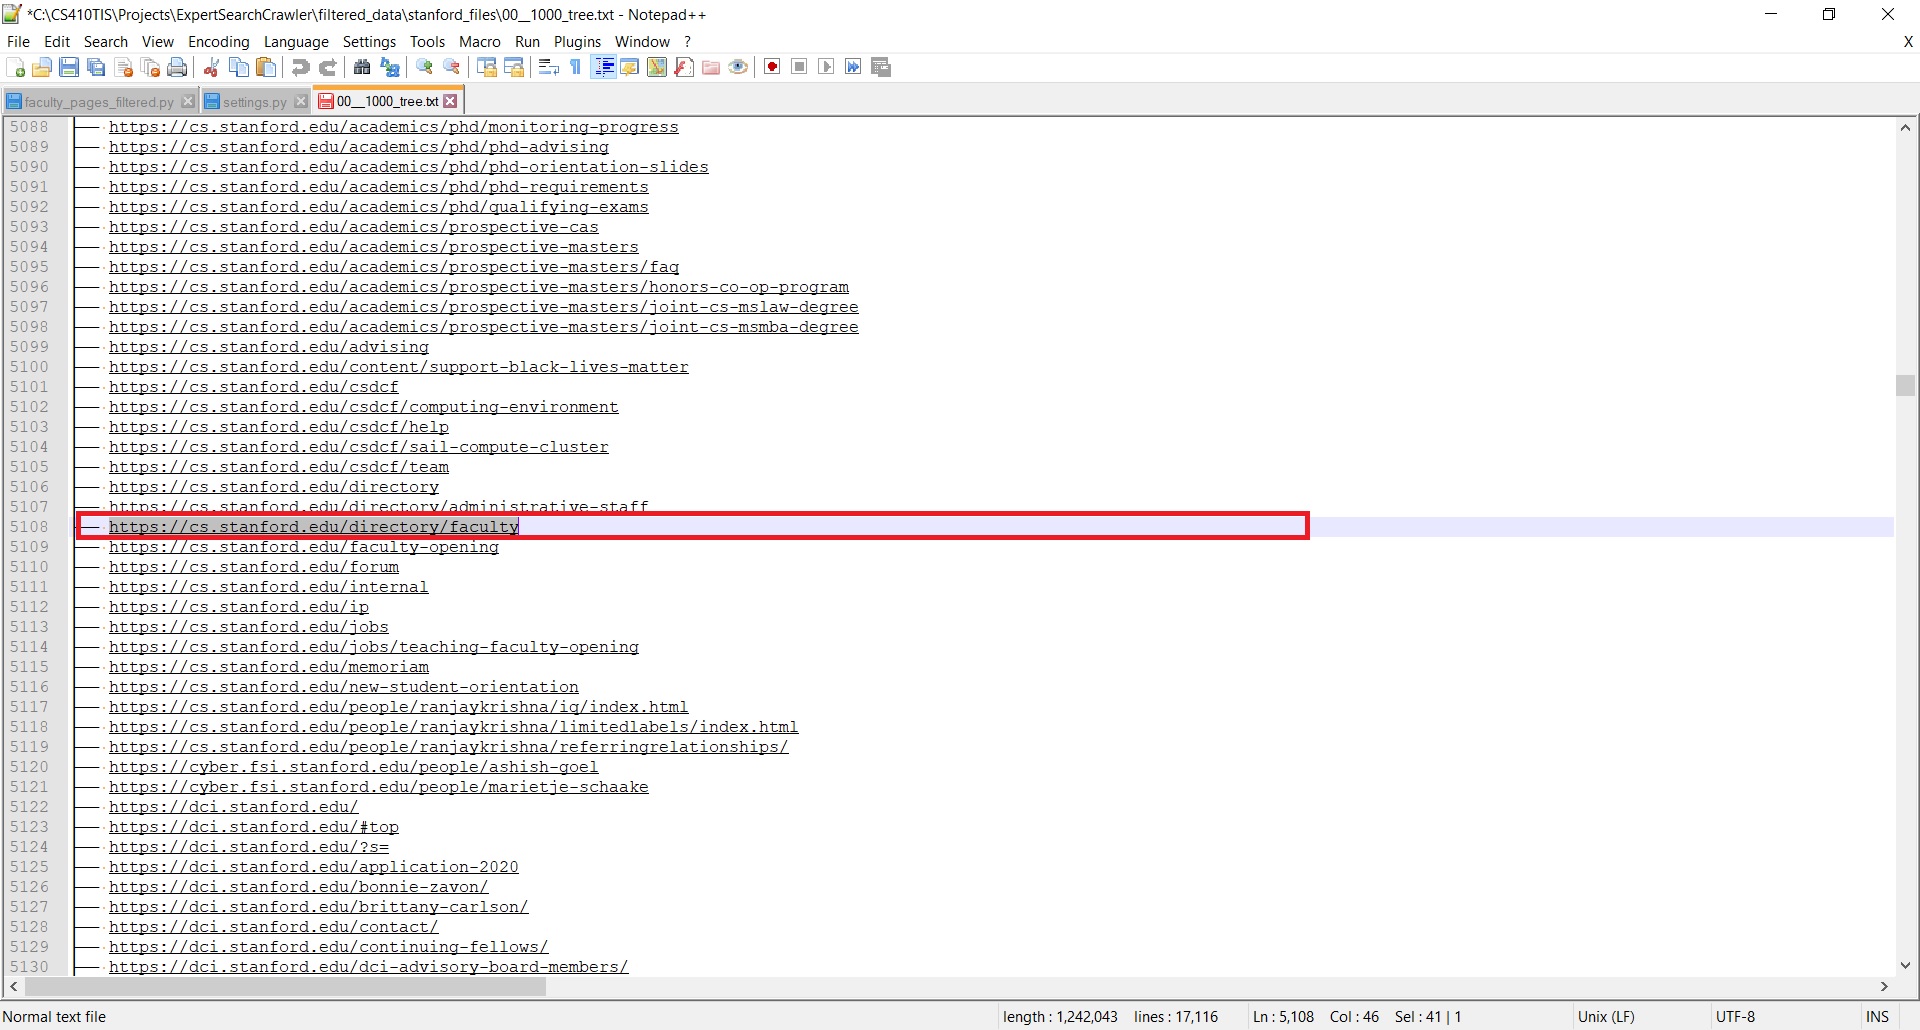 *C:\CS410TIS\Projects\ExpertSearchCrawler\filtered_data\stanford_files\00__1000_tree.txt - Notepad++
File Edit Search View Encoding Language Settings Tools Macro Run Plugins Window ? X
faculty_pages_filtered.py settings.py 00__1000_tree.txt
5088 https://cs.stanford.edu/academics/phd/monitoring-progress
5089 https://cs.stanford.edu/academics/phd/phd-advising
5090 https://cs.stanford.edu/academics/phd/phd-orientation-slides
5091 https://cs.stanford.edu/academics/phd/phd-requirements
5092 https://cs.stanford.edu/academics/phd/qualifying-exams
5093 https://cs.stanford.edu/academics/prospective-cas
5094 https://cs.stanford.edu/academics/prospective-masters
5095 https://cs.stanford.edu/academics/prospective-masters/faq
5096 https://cs.stanford.edu/academics/prospective-masters/honors-co-op-program
5097 https://cs.stanford.edu/academics/prospective-masters/joint-cs-mslaw-degree
5098 https://cs.stanford.edu/academics/prospective-masters/joint-cs-msmba-degree
5099 https://cs.stanford.edu/advising
5100 https://cs.stanford.edu/content/support-black-lives-matter
5101 https://cs.stanford.edu/csdcf
5102 https://cs.stanford.edu/csdcf/computing-environment
5103 https://cs.stanford.edu/csdcf/help
5104 https://cs.stanford.edu/csdcf/sail-compute-cluster
5105 https://cs.stanford.edu/csdcf/team
5106 https://cs.stanford.edu/directory
5107 https://cs.stanford.edu/directory/administrative-staff
5108 https://cs.stanford.edu/directory/faculty
5109 https://cs.stanford.edu/faculty-opening
5110 https://cs.stanford.edu/forum
5111 https://cs.stanford.edu/internal
5112 https://cs.stanford.edu/ip
5113 https://cs.stanford.edu/jobs
5114 https://cs.stanford.edu/jobs/teaching-faculty-opening
5115 https://cs.stanford.edu/memoriam
5116 https://cs.stanford.edu/new-student-orientation
5117 https://cs.stanford.edu/people/ranjaykrishna/iq/index.html
5118 https://cs.stanford.edu/people/ranjaykrishna/limitedlabels/index.html
5119 https://cs.stanford.edu/people/ranjaykrishna/referringrelationships/
5120 https://cyber.fsi.stanford.edu/people/ashish-goel
5121 https://cyber.fsi.stanford.edu/people/marietje-schaake
5122 https://dci.stanford.edu/
5123 https://dci.stanford.edu/#top
5124 https://dci.stanford.edu/?s=
5125 https://dci.stanford.edu/application-2020
5126 https://dci.stanford.edu/bonnie-zavon/
5127 https://dci.stanford.edu/brittany-carlson/
5128 https://dci.stanford.edu/contact/
5129 https://dci.stanford.edu/continuing-fellows/
5130 https://dci.stanford.edu/dci-advisory-board-members/
Normal text file length : 1,242,043 lines : 17,116 Ln : 5,108 Col : 46 Sel : 41 | 1 Unix (LF) UTF-8 INS